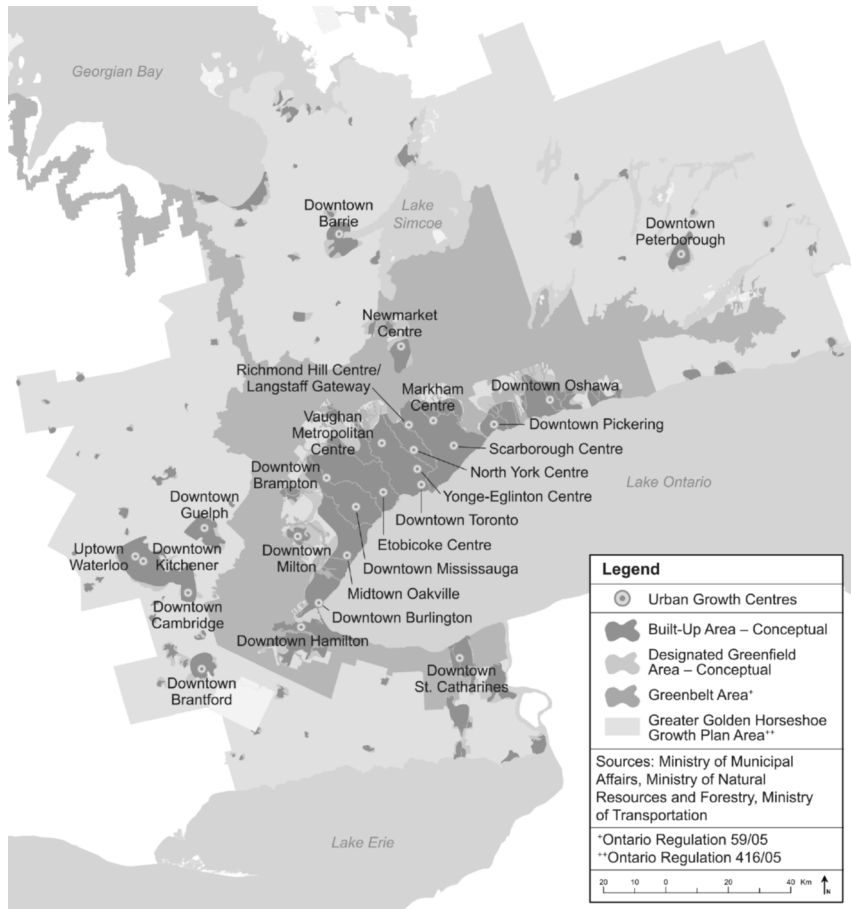 Georgian Bay
Downtown
Barrie
Lake
Simcoe
Downtown
Peterborough
Newmarket
Centre
Richmond Hill Centre/
Langstaff Gateway
Markham
Centre
Downtown Oshawa
Vaughan
Metropolitan
Centre
Downtown Pickering
Scarborough Centre
North York Centre
Downtown
Brampton
Lake Ontario
Yonge-Eglinton Centre
Downtown
Guelph
Downtown Toronto
Etobicoke Centre
Uptown
Waterloo
Downtown
Kitchener
Downtown
Milton
Downtown Mississauga
Midtown Oakville
Downtown
Cambridge
Downtown Burlington
Downtown Hamilton
Downtown
St. Catharines
Downtown
Brantford
Lake Erie
Legend
Urban Growth Centres
Built-Up Area – Conceptual
Designated Greenfield
Area – Conceptual
Greenbelt Area+
Greater Golden Horseshoe
Growth Plan Area++
Sources: Ministry of Municipal
Affairs, Ministry of Natural
Resources and Forestry, Ministry
of Transportation
+Ontario Regulation 59/05
++Ontario Regulation 416/05
20 10 0 20 40 Km
N